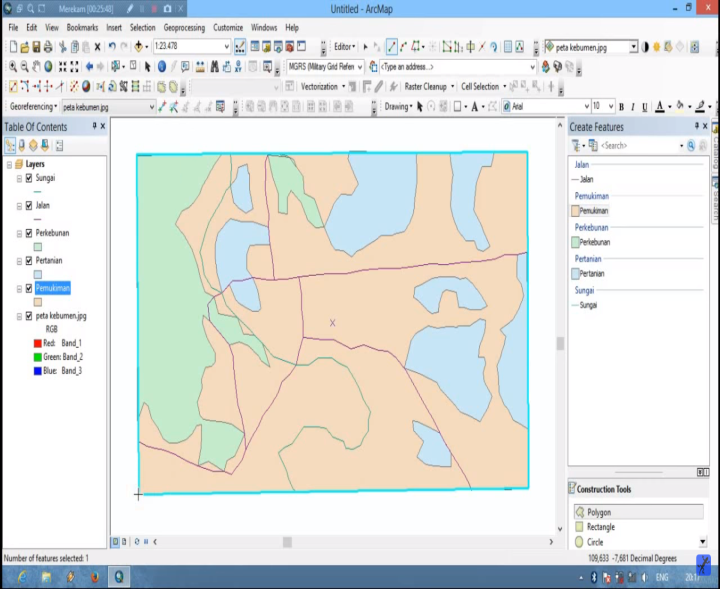 Merekam [00:25:48]
Untitled - ArcMap
File Edit View Bookmarks Insert Selection Geoprocessing Customize Windows Help
1:23.478
Editor
peta kebumen.jpg
MGRS (Military Grid Referen
<Type an address...>
Vectorization
Raster Cleanup
Cell Selection
Georeferencing
peta kebumen.jpg
Drawing
Arial
10
B I U A
Table Of Contents
Layers
Sungai
Jalan
Perkebunan
Pertanian
Pemukiman
peta kebumen.jpg
RGB
Red: Band_1
Green: Band_2
Blue: Band_3
Create Features
<Search>
Jalan
Jalan
Pemukiman
Pemukiman
Perkebunan
Perkebunan
Pertanian
Pertanian
Sungai
Sungai
Construction Tools
Polygon
Rectangle
Circle
Number of features selected: 1
109,633 -7,681 Decimal Degrees
ENG